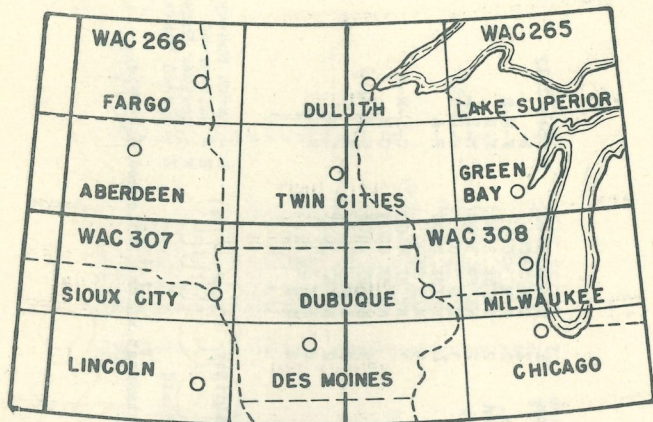 WAC 266
WAC 265
FARGO
DULUTH
LAKE SUPERIOR
ABERDEEN
TWIN CITIES
GREEN
BAY
WAC 307
WAC 308
SIOUX CITY
DUBUQUE
MILWAUKEE
LINCOLN
DES MOINES
CHICAGO